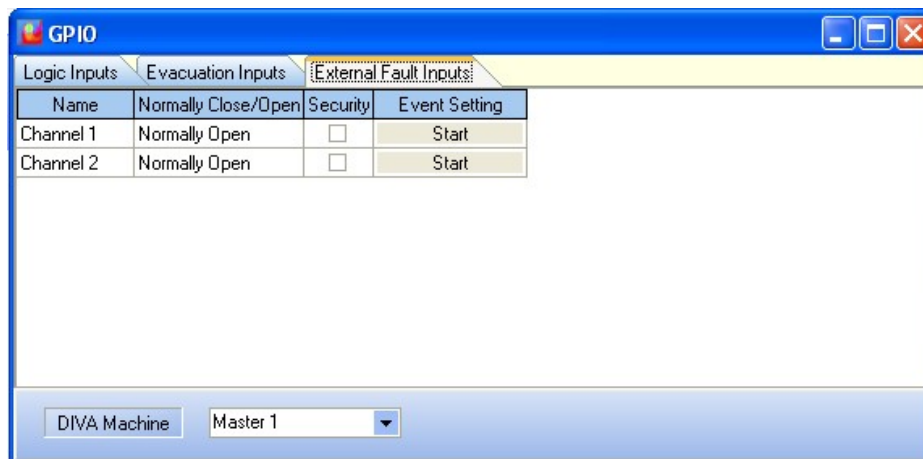 GPIO
Logic Inputs Evacuation Inputs External Fault Inputs
Name Normally Close/Open Security Event Setting
Channel 1 Normally Open Start
Channel 2 Normally Open Start
DIVA Machine Master 1